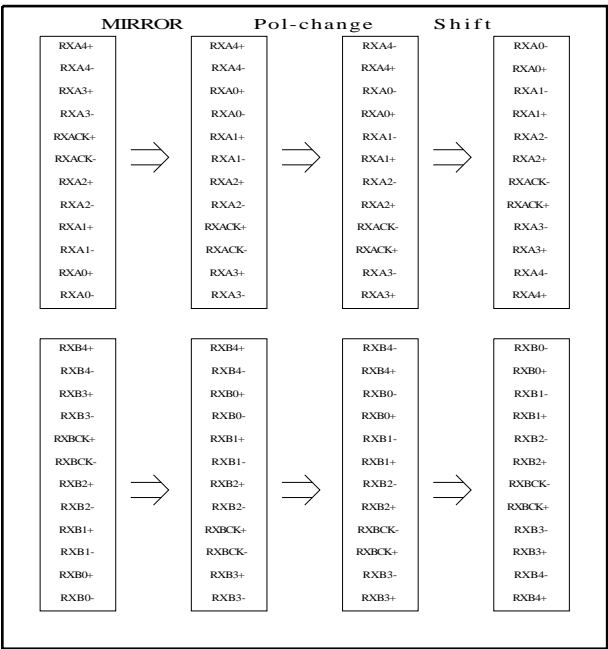 MIRROR Pol-change Shift
RXA4+ RXA4+ RXA4- RXA0-
RXA4- RXA4- RXA4+ RXA0+
RXA3+ RXA0+ RXA0- RXA1-
RXA3- RXA0- RXA0+ RXA1+
RXACK+ RXA1+ RXA1- RXA2-
RXACK- RXA1- RXA1+ RXA2+
RXA2+ RXA2+ RXA2- RXACK-
RXA2- RXA2- RXA2+ RXACK+
RXA1+ RXACK+ RXACK- RXA3-
RXA1- RXACK- RXACK+ RXA3+
RXA0+ RXA3+ RXA3- RXA4-
RXA0- RXA3- RXA3+ RXA4+
RXB4+ RXB4+ RXB4- RXB0-
RXB4- RXB4- RXB4+ RXB0+
RXB3+ RXB0+ RXB0- RXB1-
RXB3- RXB0- RXB0+ RXB1+
RXBCK+ RXB1+ RXB1- RXB2-
RXBCK- RXB1- RXB1+ RXB2+
RXB2+ RXB2+ RXB2- RXBCK-
RXB2- RXB2- RXB2+ RXBCK+
RXB1+ RXBCK+ RXBCK- RXB3-
RXB1- RXBCK- RXBCK+ RXB3+
RXB0+ RXB3+ RXB3- RXB4-
RXB0- RXB3- RXB3+ RXB4+